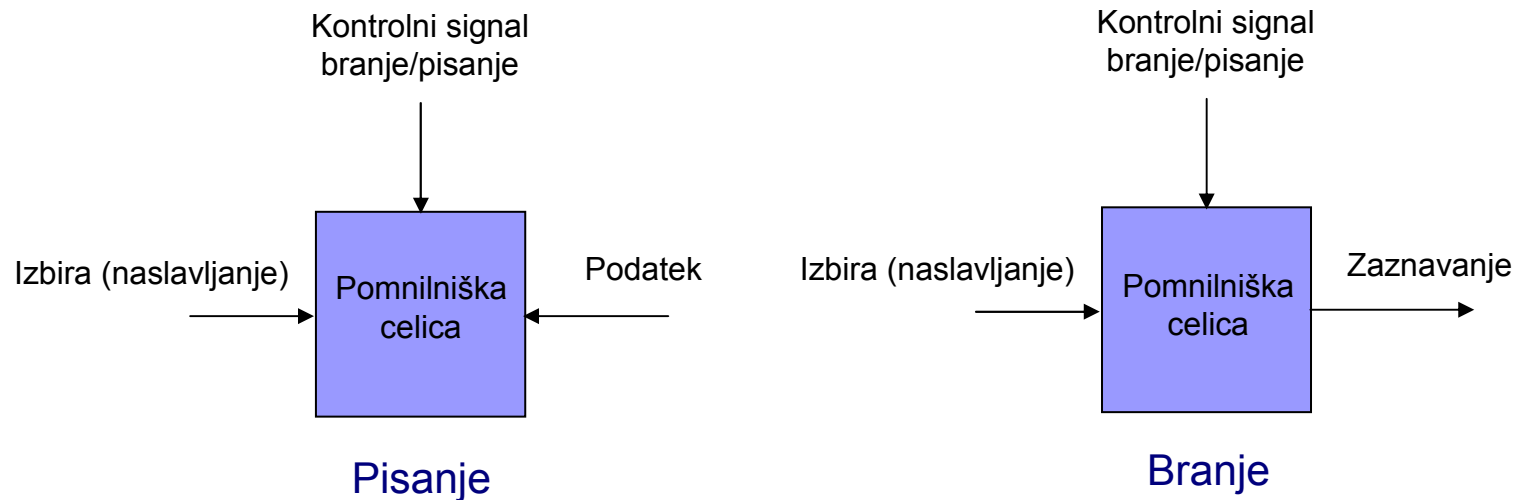 Kontrolni signal
branje/pisanje
Izbira (naslavljanje)
Pomnilniška
celica
Podatek
Pisanje
Kontrolni signal
branje/pisanje
Izbira (naslavljanje)
Pomnilniška
celica
Zaznavanje
Branje